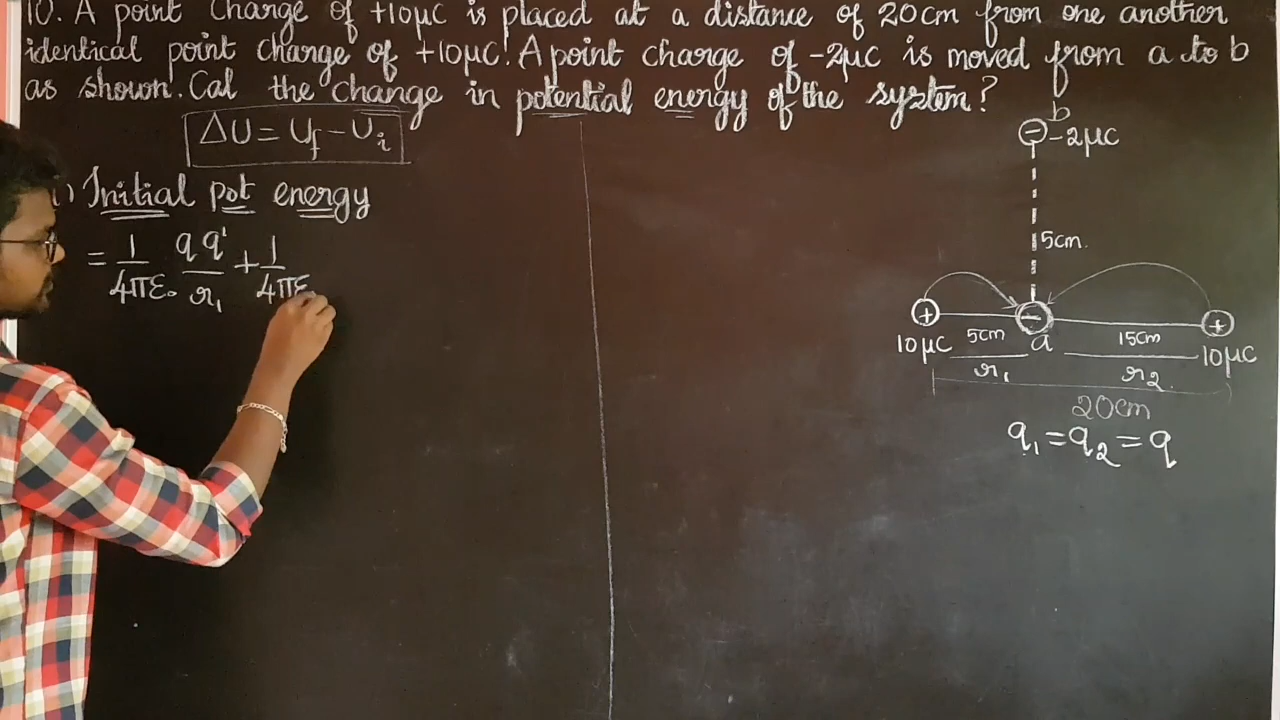 10. A point charge of +10μC is placed at a distance of 20cm from one another
identical point charge of +10μC. A point charge of -2μC is moved from a to b
as shown. Cal the change in potential energy of the system?
ΔU = U_f - U_i
i) Initial pot energy
= 1/4πε₀ q q'/r₁ + 1/4πε
b
- -2μC
5cm.
+ - +
10μC 5cm a 15cm 10μC
r₁ r₂
20cm
q₁ = q₂ = q